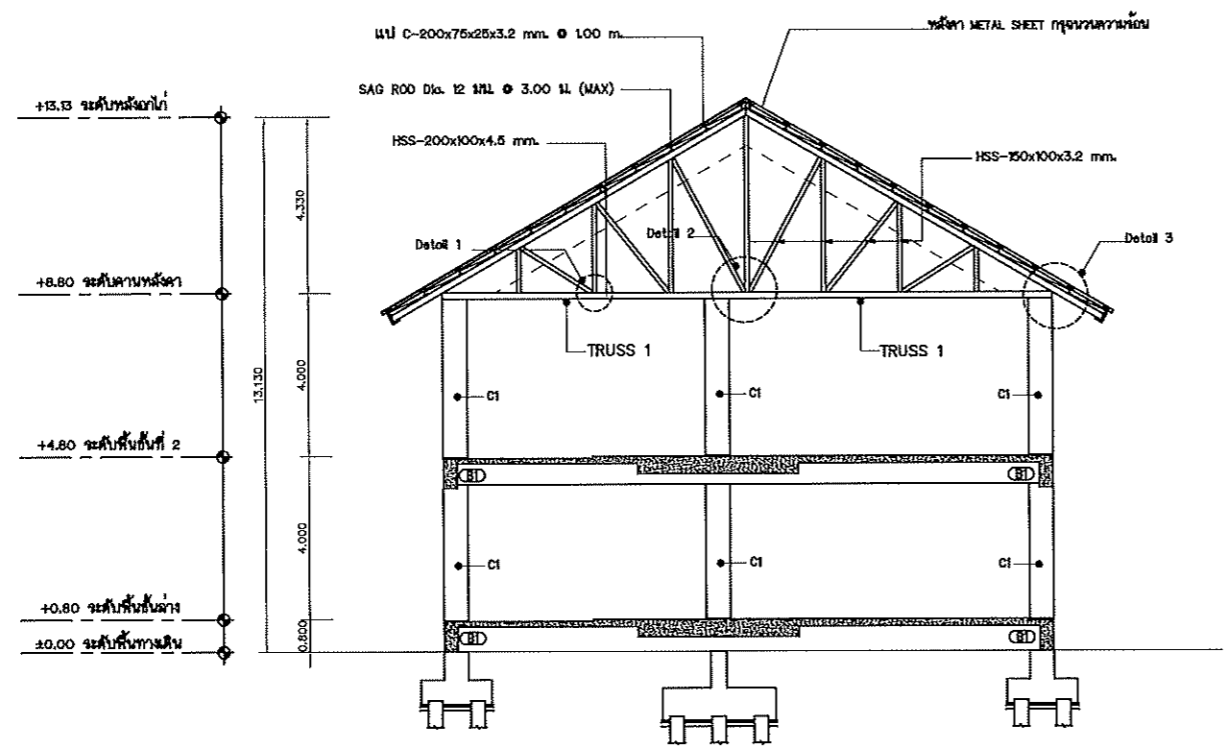 แป C-200x75x25x3.2 mm. @ 1.00 m.
หลังคา METAL SHEET กรุฉนวนความร้อน
SAG ROD Dia. 12 มม. @ 3.00 ม. (MAX)
+13.13 ระดับหลังอกไก่
HSS-200x100x4.5 mm.
HSS-150x100x3.2 mm.
4.330
Detail 1
Detail 2
Detail 3
+8.80 ระดับคานหลังคา
TRUSS 1
TRUSS 1
13.130
4.000
C1
C1
C1
+4.80 ระดับพื้นชั้นที่ 2
B1
B1
4.000
C1
C1
C1
+0.80 ระดับพื้นชั้นล่าง
0.800
B1
B1
±0.00 ระดับพื้นทางเดิน